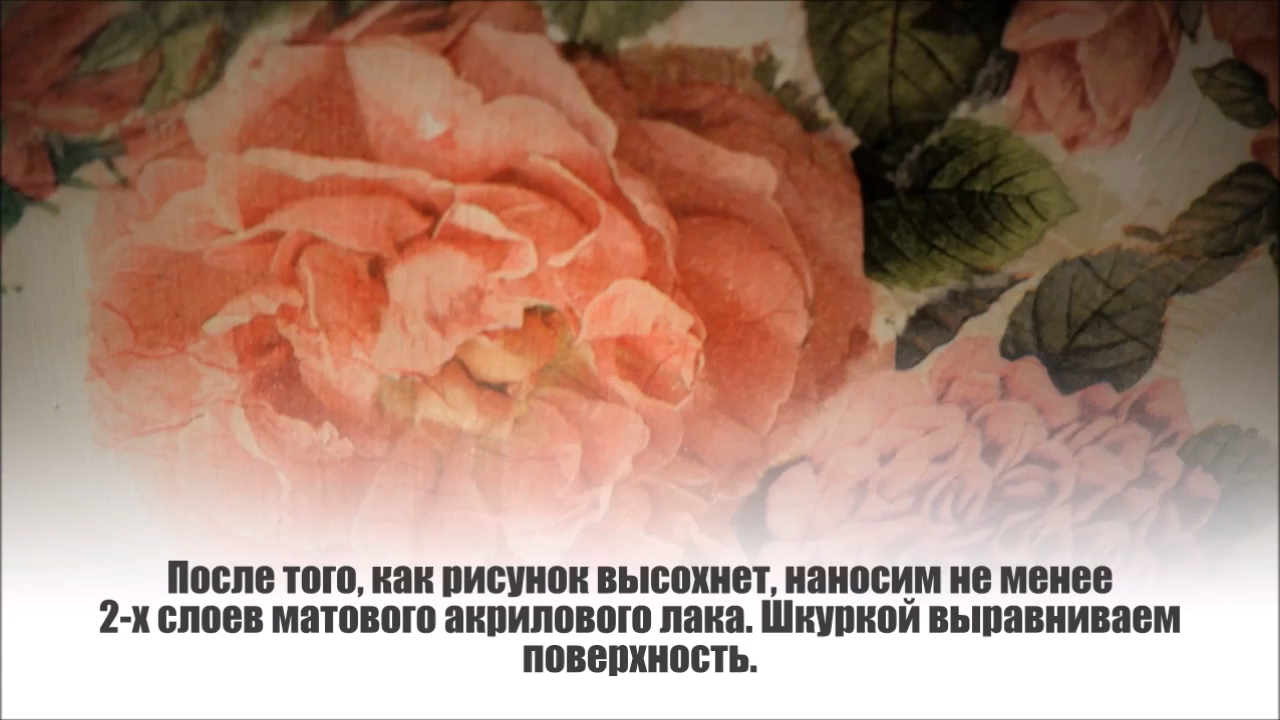 После того, как рисунок высохнет, наносим не менее
2-х слоев матового акрилового лака. Шкуркой выравниваем
поверхность.